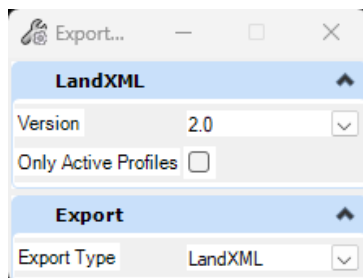 Export...
LandXML
Version 2.0
Only Active Profiles
Export
Export Type LandXML